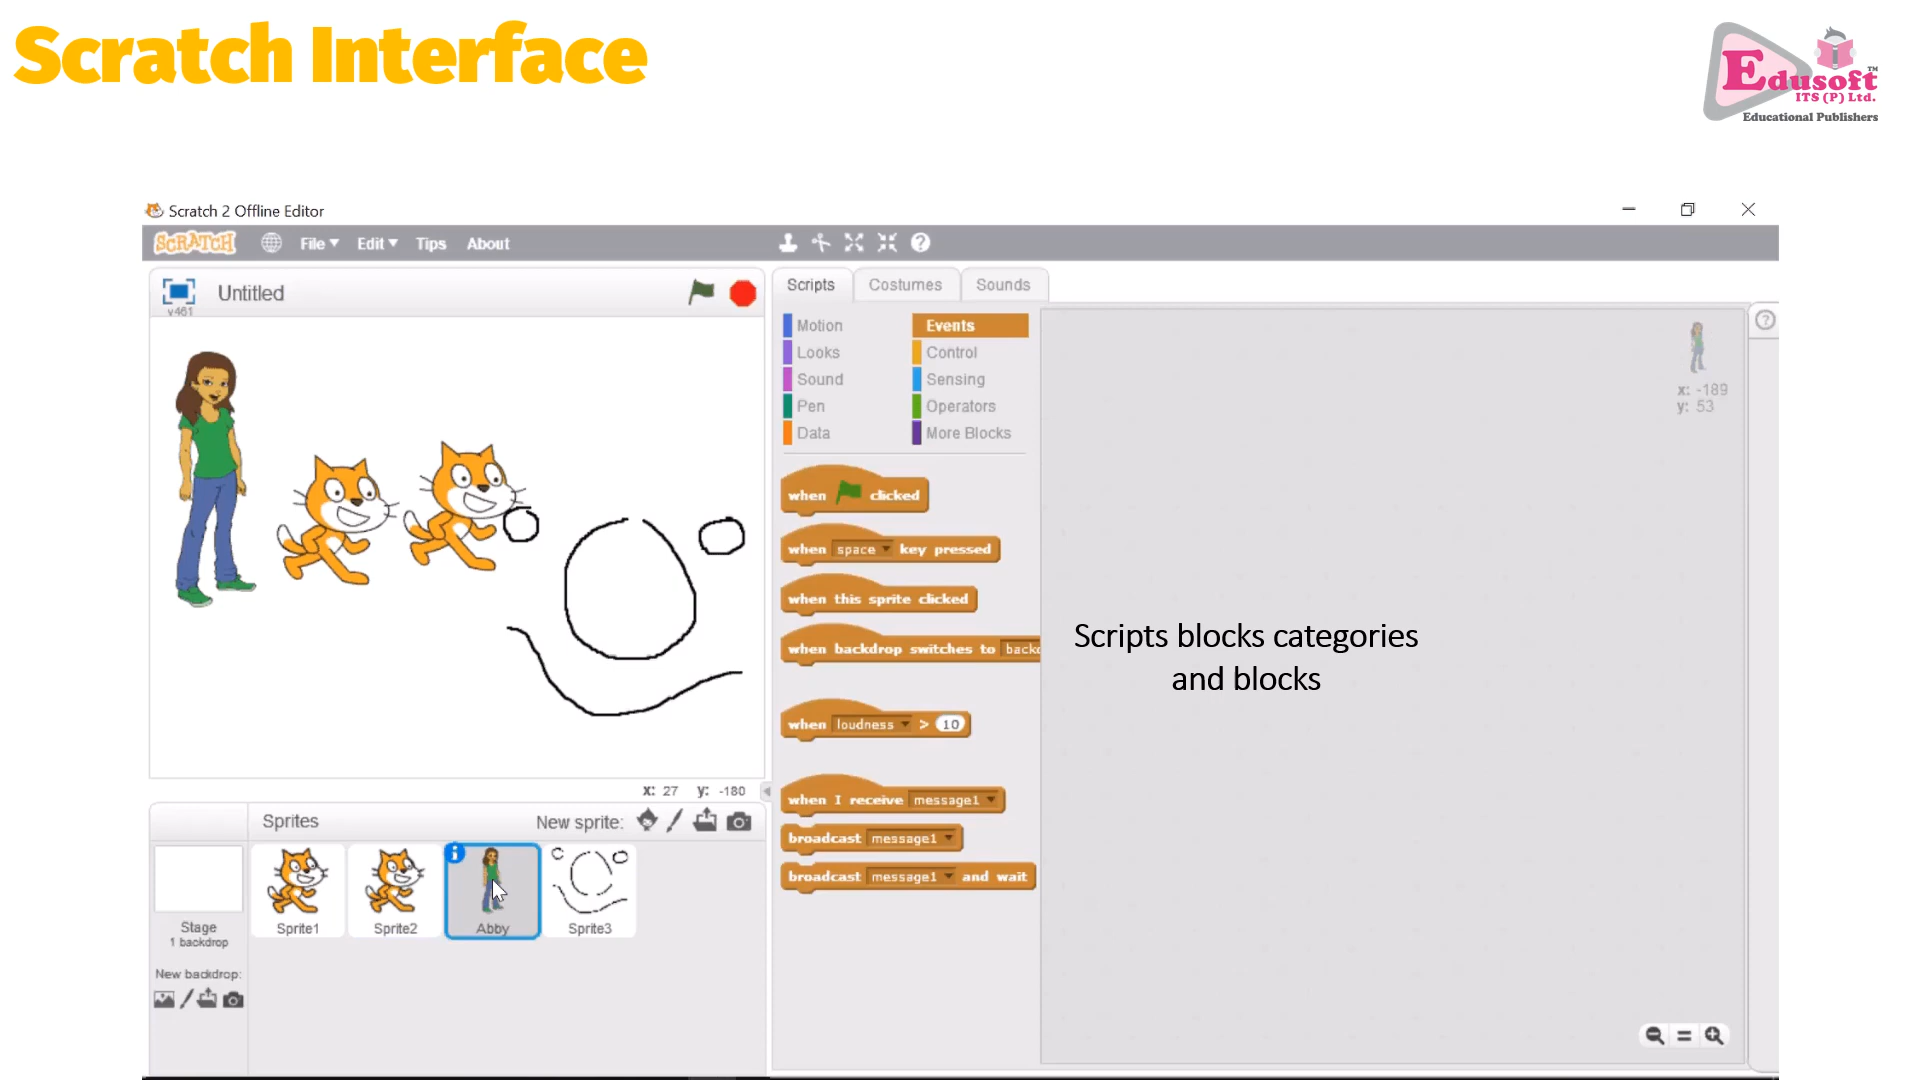 Scratch Interface
Edusoft™
ITS (P) Ltd.
Educational Publishers
Scratch 2 Offline Editor
SCRATCH File Edit Tips About
Untitled
v461
Scripts Costumes Sounds
Motion Events
Looks Control
Sound Sensing
Pen Operators
Data More Blocks
x: -189
y: 53
when clicked
when space key pressed
when this sprite clicked
when backdrop switches to
when loudness > 10
when I receive message1
broadcast message1
broadcast message1 and wait
Scripts blocks categories
and blocks
x: 27 y: -180
Sprites New sprite:
Sprite1 Sprite2 Abby Sprite3
Stage
1 backdrop
New backdrop: